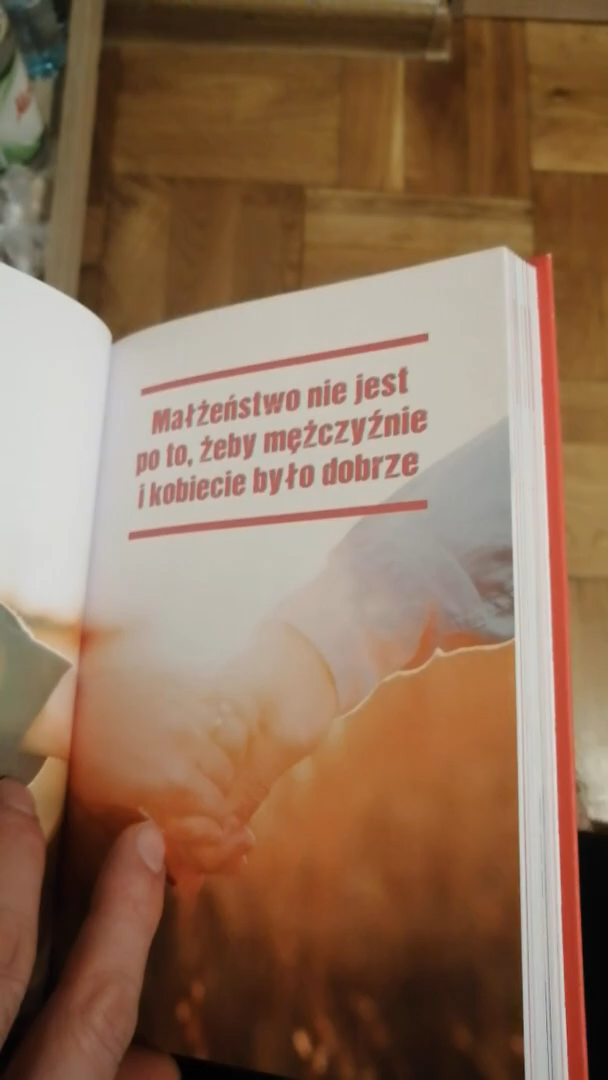 Małżeństwo nie jest
po to, żeby mężczyźnie
i kobiecie było dobrze